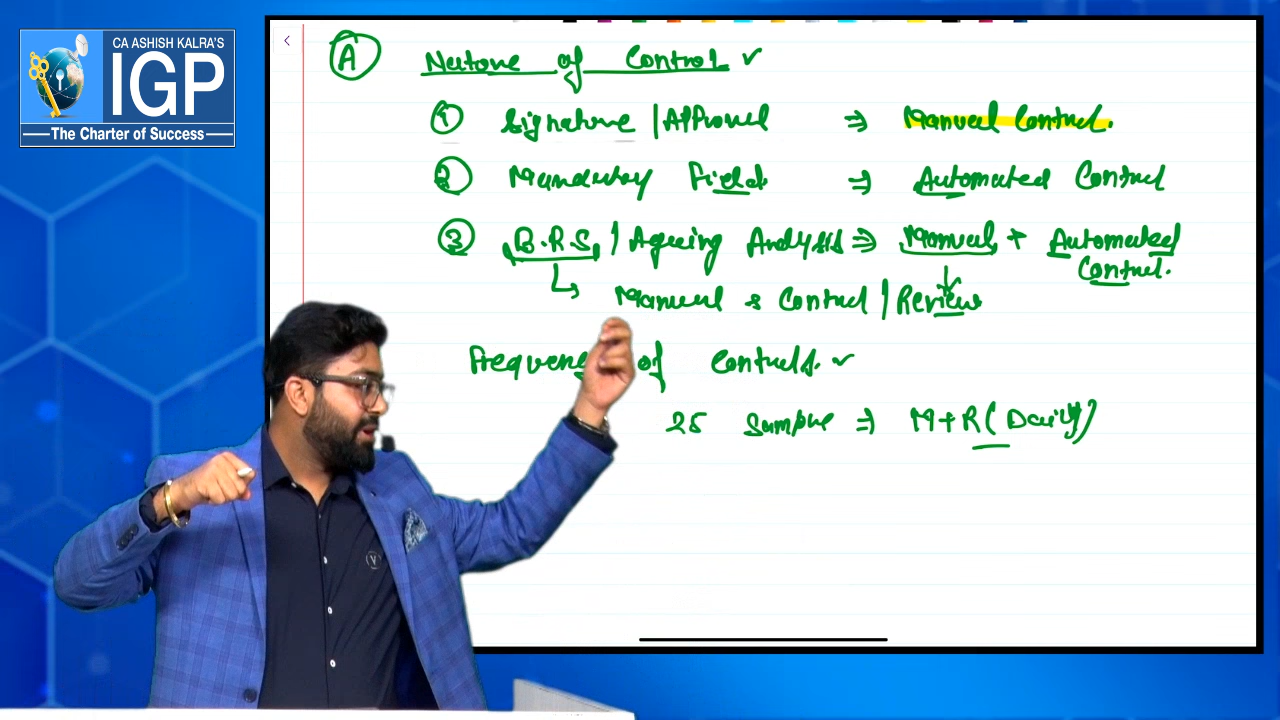 CA ASHISH KALRA'S
IGP
The Charter of Success
A Nature of Control ✓
1 Signature / Approval ⇒ Manual Control.
2 Mandatory Field. ⇒ Automated Control
3 B.R.S, / Ageeing Analysis ⇒ Manual + Automated Control.
↳ Manual & Control / Review
Frequency of Controls. ✓
25 Sample ⇒ M+R (Daily)